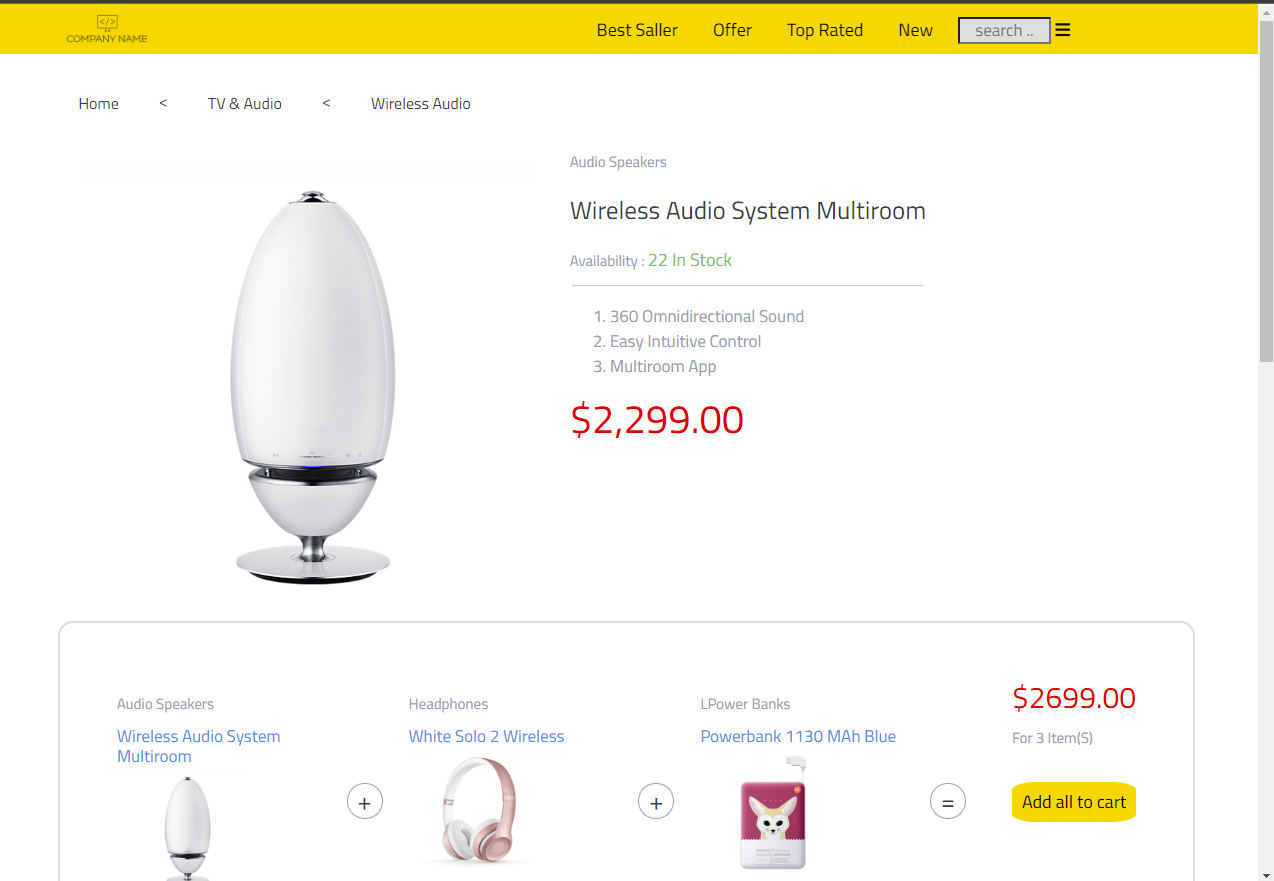 </>
COMPANY NAME
Best Saller Offer Top Rated New search ..
Home < TV & Audio < Wireless Audio
Audio Speakers
Wireless Audio System Multiroom
Availability : 22 In Stock
1. 360 Omnidirectional Sound
2. Easy Intuitive Control
3. Multiroom App
$2,299.00
Audio Speakers
Wireless Audio System
Multiroom
+
Headphones
White Solo 2 Wireless
+
LPower Banks
Powerbank 1130 MAh Blue
=
$2699.00
For 3 Item(S)
Add all to cart